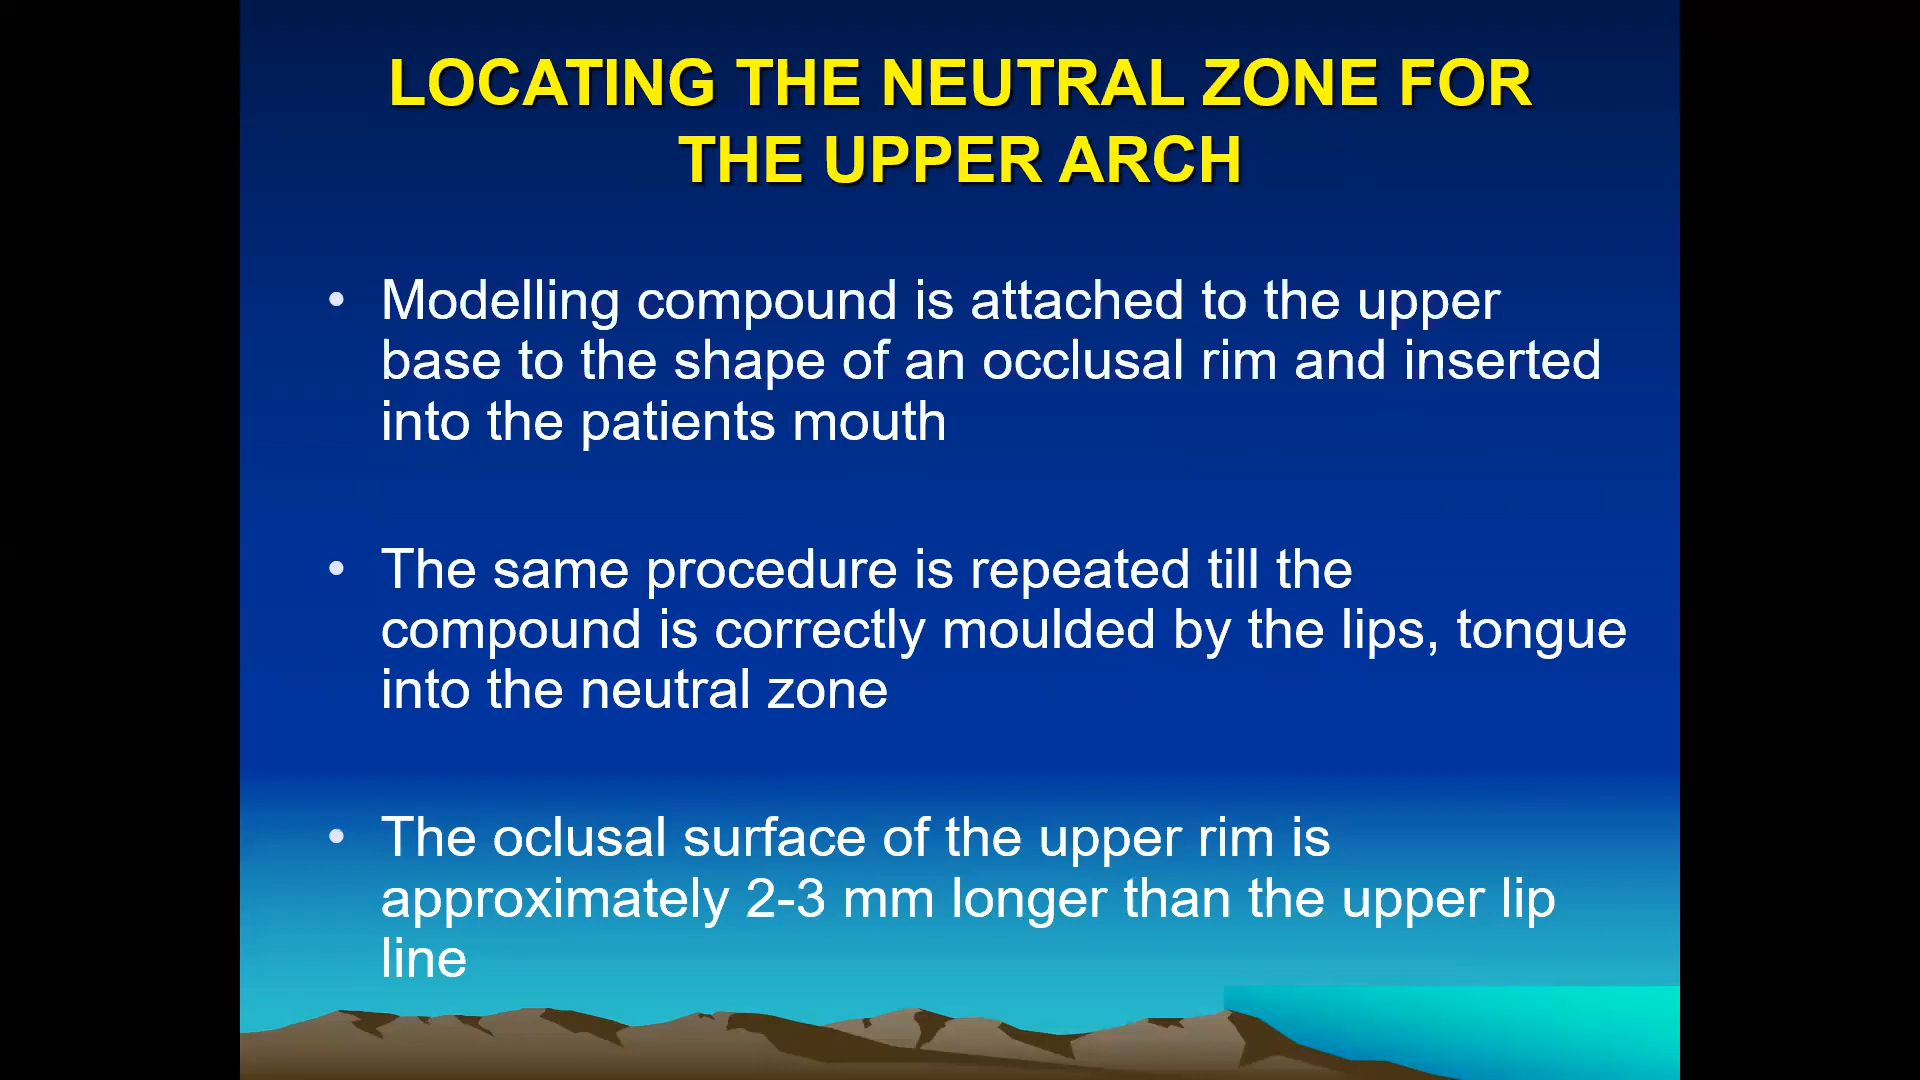 LOCATING THE NEUTRAL ZONE FOR
THE UPPER ARCH
• Modelling compound is attached to the upper
base to the shape of an occlusal rim and inserted
into the patients mouth
• The same procedure is repeated till the
compound is correctly moulded by the lips, tongue
into the neutral zone
• The oclusal surface of the upper rim is
approximately 2-3 mm longer than the upper lip
line